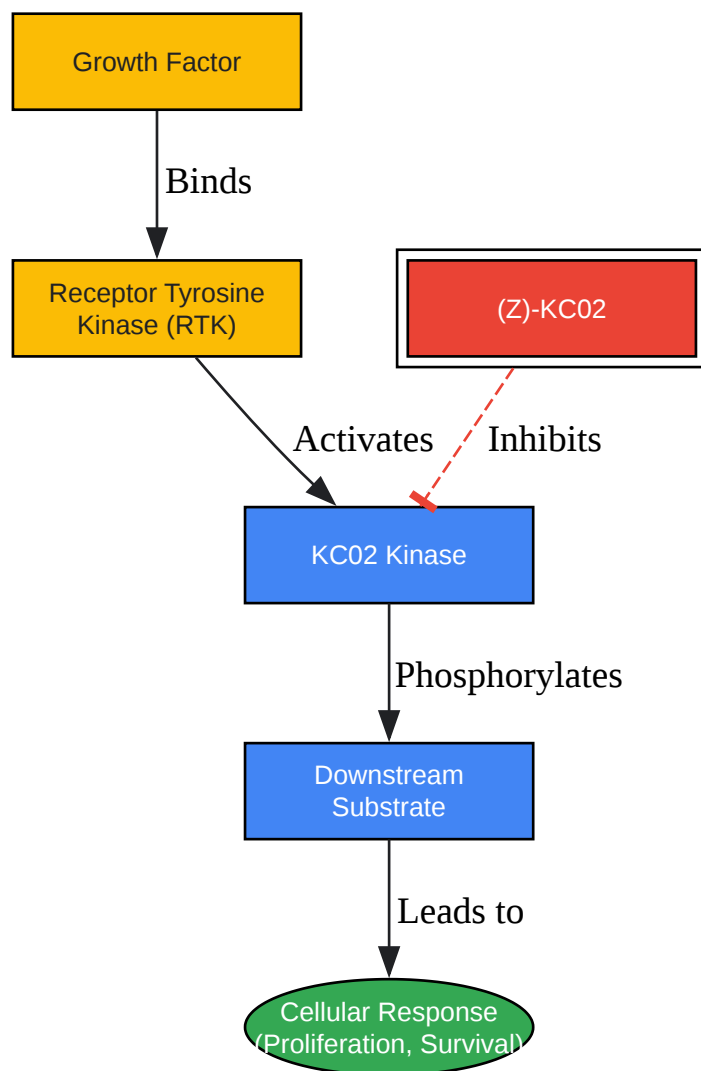 Growth Factor
Binds
Receptor Tyrosine
Kinase (RTK)
(Z)-KC02
Activates
Inhibits
KC02 Kinase
Phosphorylates
Downstream
Substrate
Leads to
Cellular Response
(Proliferation, Survival)